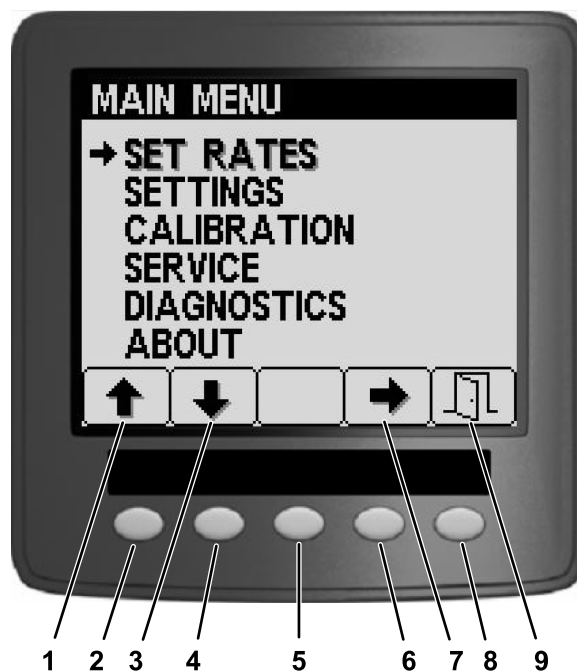 MAIN MENU
SET RATES
SETTINGS
CALIBRATION
SERVICE
DIAGNOSTICS
ABOUT
1 2 3 4 5 6 7 8 9